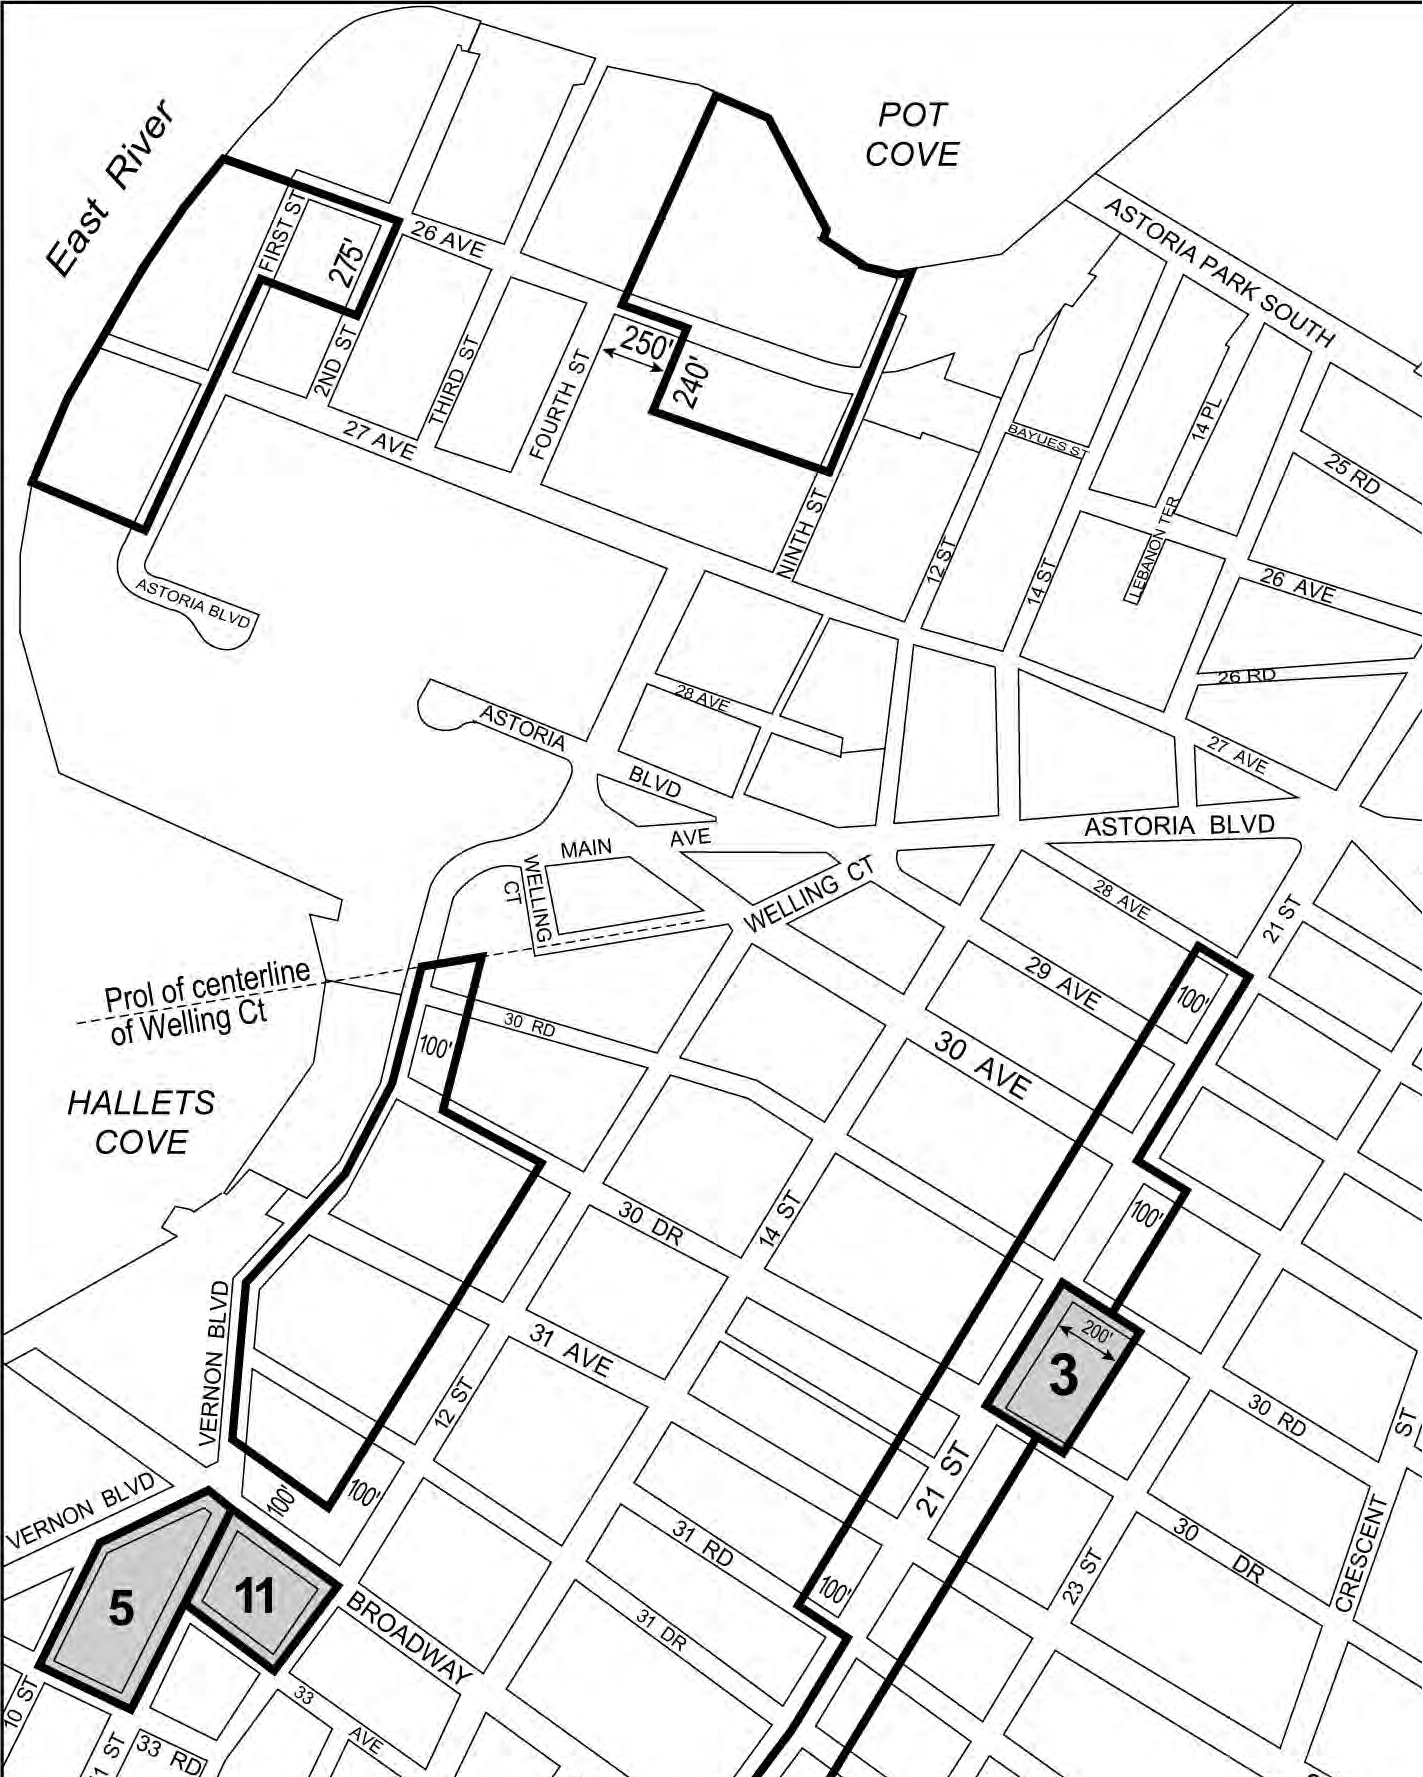 East River
POT
COVE
ASTORIA PARK SOUTH
FIRST ST
275'
26 AVE
2ND ST
THIRD ST
FOURTH ST
250'
240'
27 AVE
NINTH ST
12 ST
14 ST
BAYUES ST
14 PL
LEBANON TER
25 RD
26 AVE
26 RD
27 AVE
ASTORIA BLVD
ASTORIA
BLVD
28 AVE
MAIN
AVE
ASTORIA BLVD
WELLING
CT
WELLING CT
28 AVE
21 ST
29 AVE
100'
Prol of centerline
of Welling Ct
30 RD
100'
30 AVE
HALLETS
COVE
14 ST
30 DR
100'
VERNON BLVD
31 AVE
200'
3
12 ST
30 RD
ST
21 ST
100'
100'
VERNON BLVD
31 RD
30
DR
CRESCENT
23 ST
100'
5
11
BROADWAY
31 DR
10 ST
33
AVE
1 ST
33 RD